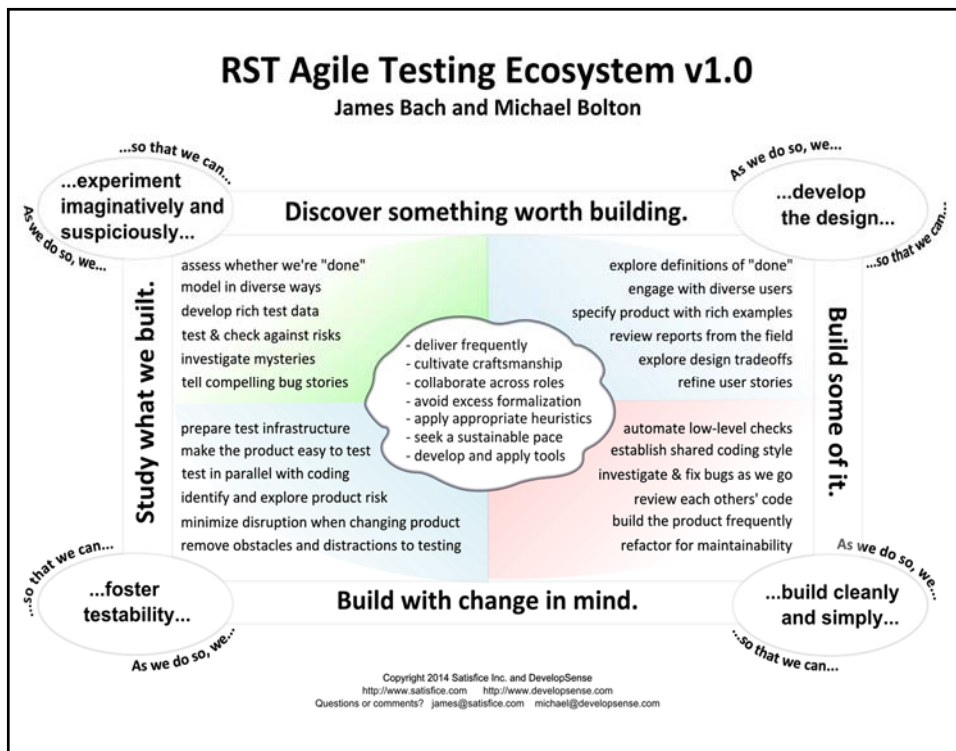 RST Agile Testing Ecosystem v1.0
James Bach and Michael Bolton
...so that we can...
...experiment
imaginatively and
suspiciously...
As we do so, we...
Discover something worth building.
As we do so, we...
...develop
the design...
...so that we can...
Study what we built.
assess whether we're "done"
model in diverse ways
develop rich test data
test & check against risks
investigate mysteries
tell compelling bug stories
explore definitions of "done"
engage with diverse users
specify product with rich examples
review reports from the field
explore design tradeoffs
refine user stories
Build some of it.
- deliver frequently
- cultivate craftsmanship
- collaborate across roles
- avoid excess formalization
- apply appropriate heuristics
- seek a sustainable pace
- develop and apply tools
prepare test infrastructure
make the product easy to test
test in parallel with coding
identify and explore product risk
minimize disruption when changing product
remove obstacles and distractions to testing
automate low-level checks
establish shared coding style
investigate & fix bugs as we go
review each others' code
build the product frequently
refactor for maintainability
...so that we can...
...foster
testability...
As we do so, we...
Build with change in mind.
As we do so, we...
...build cleanly
and simply...
...so that we can...
Copyright 2014 Satisfice Inc. and DevelopSense
http://www.satisfice.com http://www.developsense.com
Questions or comments? james@satisfice.com michael@developsense.com